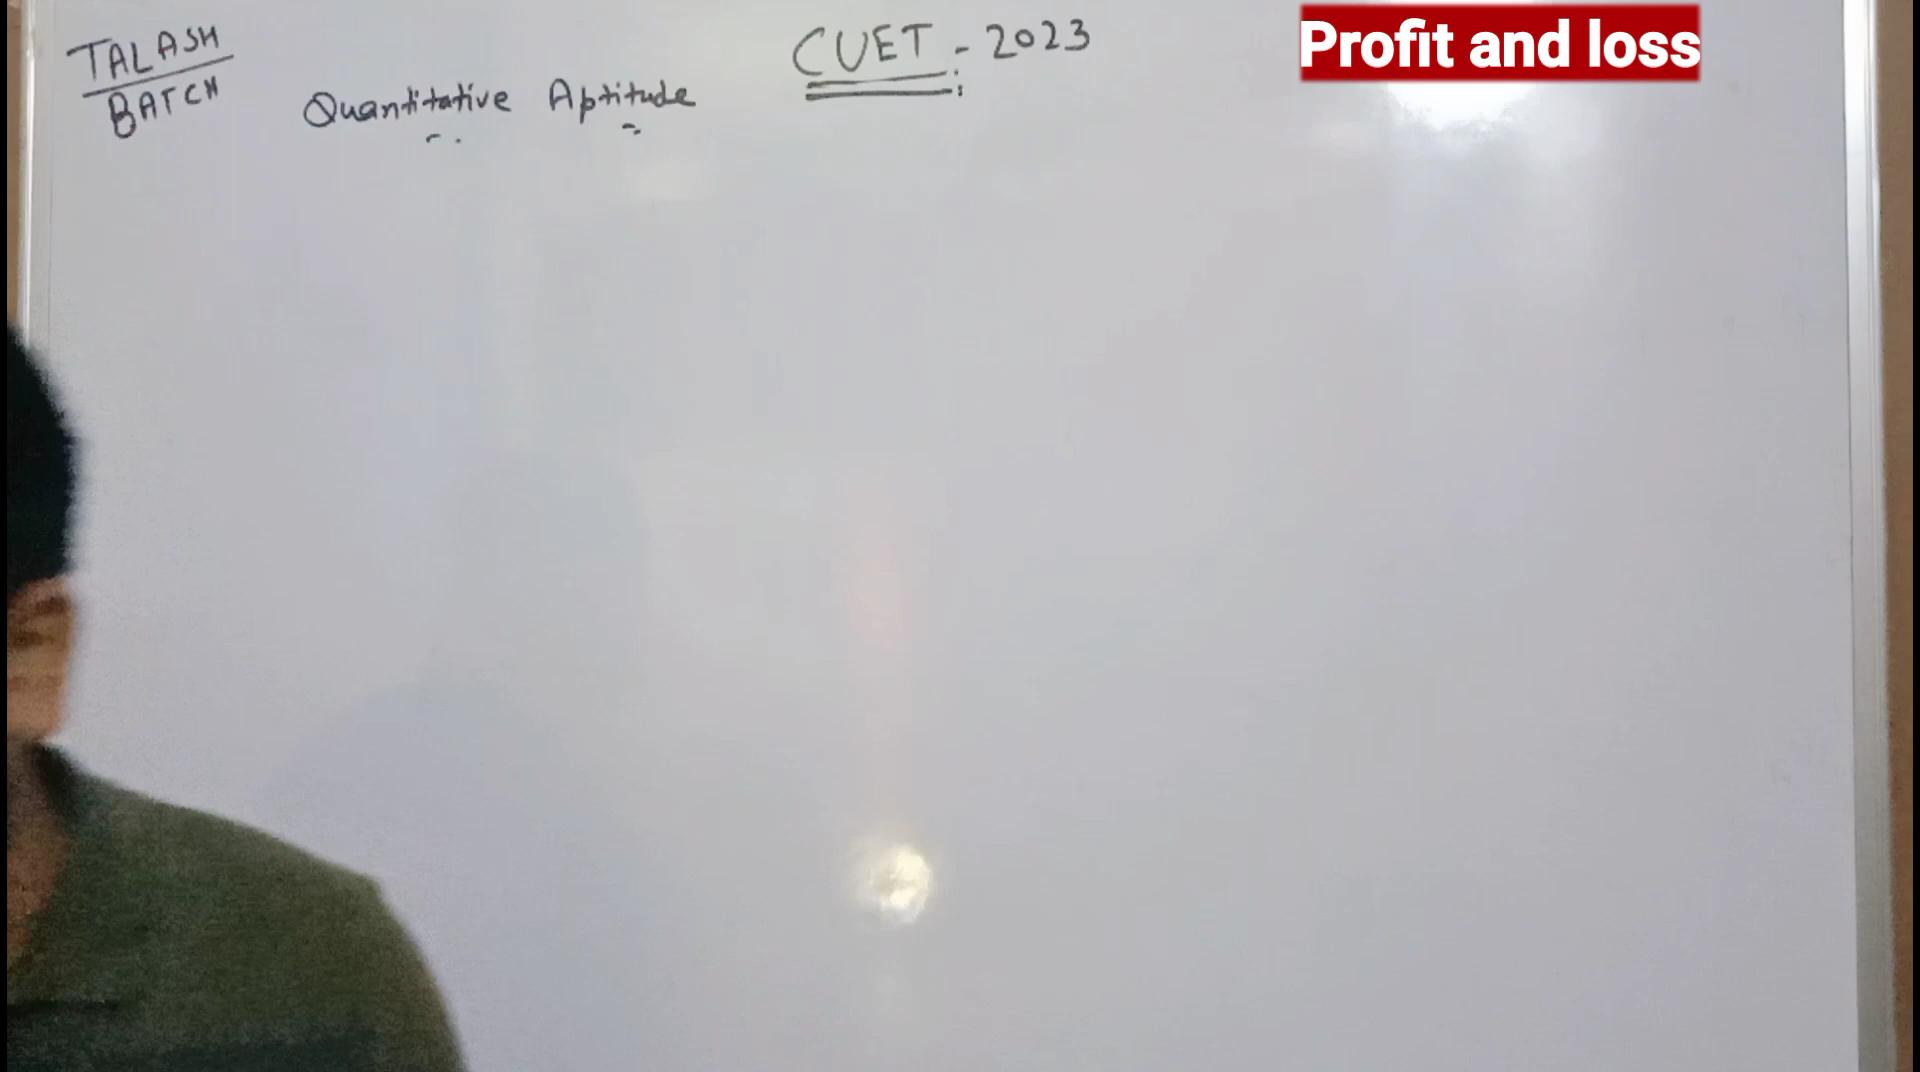 TALASH
BATCH
Quantitative Aptitude
CUET - 2023
Profit and loss